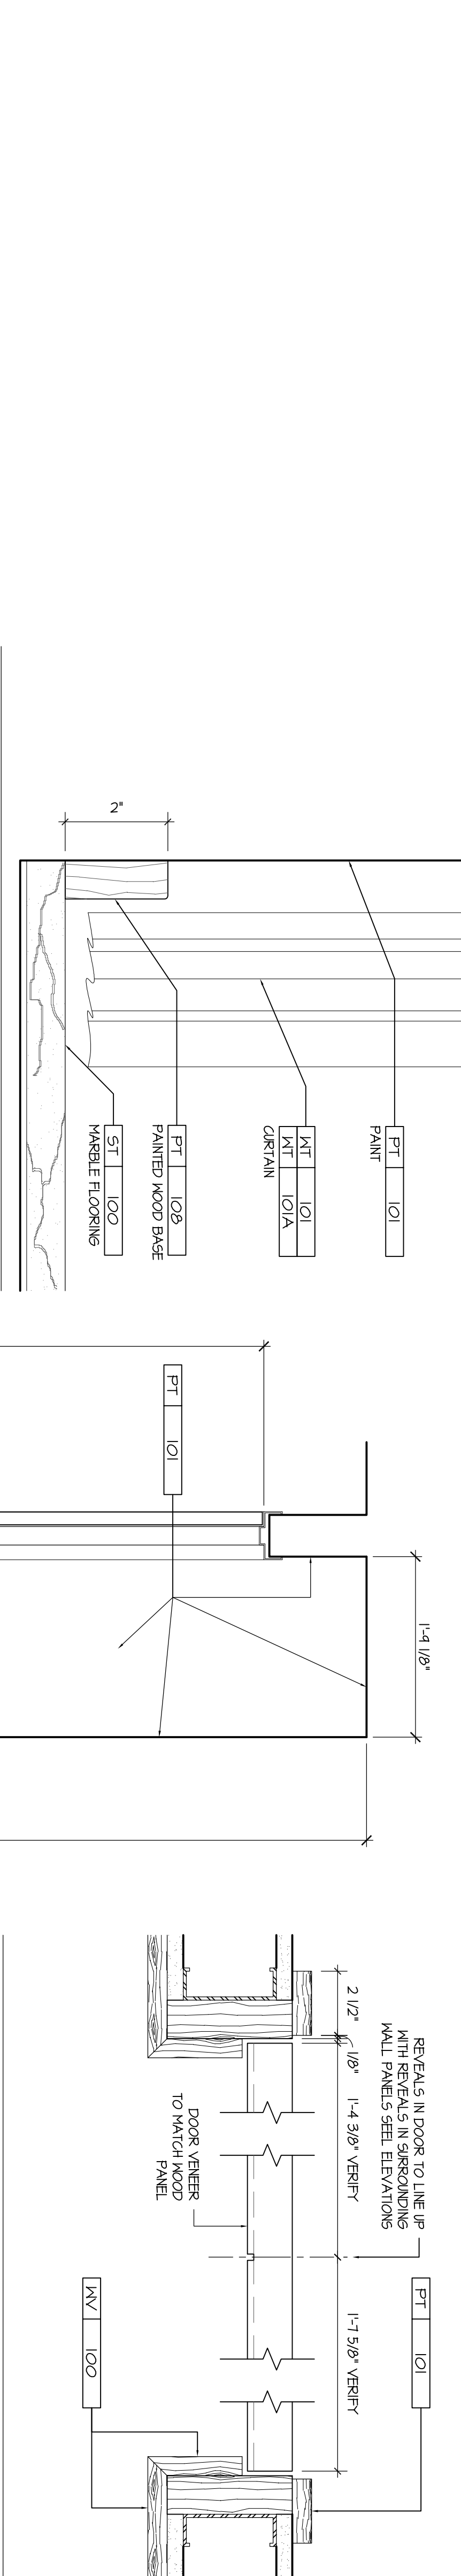 2"
PT 101
PAINT
WT 101
WT 101A
CURTAIN
PT 108
PAINTED WOOD BASE
ST 100
MARBLE FLOORING
PT 101
1'-9 1/8"
2 1/2"
1/8"
1'-4 3/8" VERIFY
1'-7 5/8" VERIFY
REVEALS IN DOOR TO LINE UP
WITH REVEALS IN SURROUNDING
WALL PANELS SEEL ELEVATIONS
DOOR VENEER
TO MATCH WOOD
PANEL
PT 101
WV 100